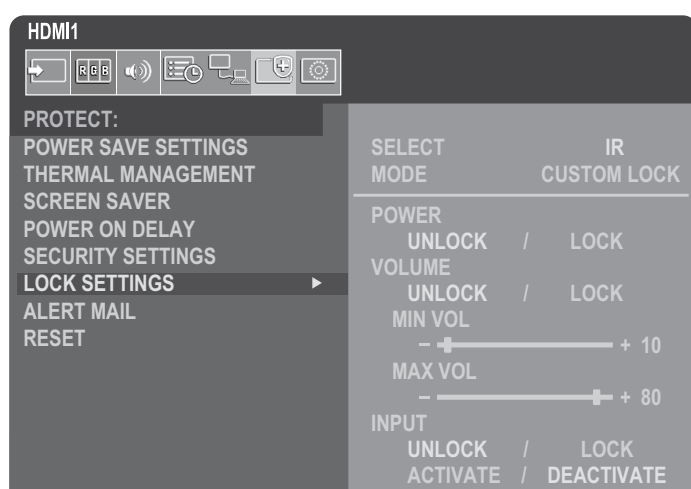 HDMI1
RGB
PROTECT:
POWER SAVE SETTINGS
THERMAL MANAGEMENT
SCREEN SAVER
POWER ON DELAY
SECURITY SETTINGS
LOCK SETTINGS
ALERT MAIL
RESET
SELECT IR
MODE CUSTOM LOCK
POWER
UNLOCK / LOCK
VOLUME
UNLOCK / LOCK
MIN VOL
− + 10
MAX VOL
− + 80
INPUT
UNLOCK / LOCK
ACTIVATE / DEACTIVATE